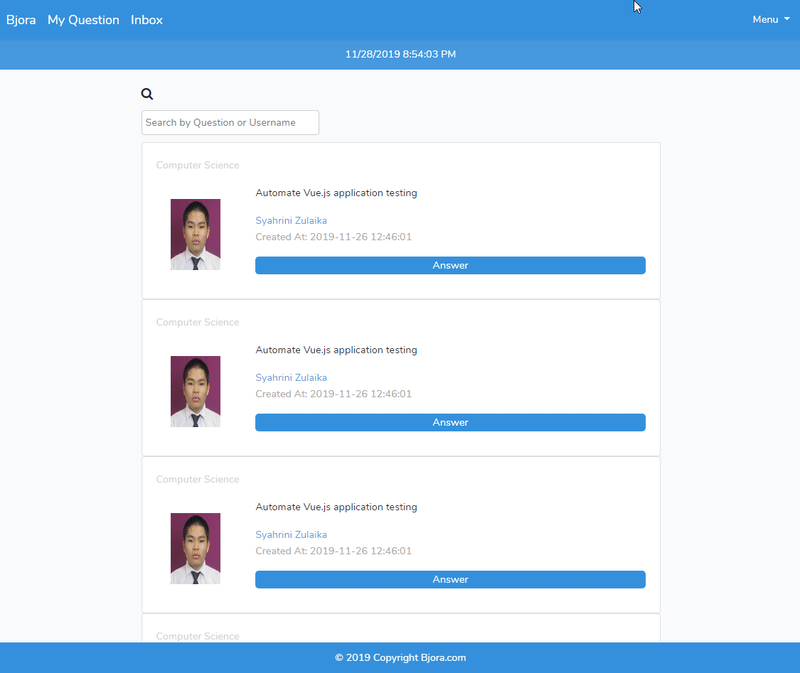 Bjora My Question Inbox Menu
11/28/2019 8:54:03 PM
Search by Question or Username
Computer Science
Automate Vue.js application testing
Syahrini Zulaika
Created At: 2019-11-26 12:46:01
Answer
Computer Science
Automate Vue.js application testing
Syahrini Zulaika
Created At: 2019-11-26 12:46:01
Answer
Computer Science
Automate Vue.js application testing
Syahrini Zulaika
Created At: 2019-11-26 12:46:01
Answer
Computer Science
© 2019 Copyright Bjora.com